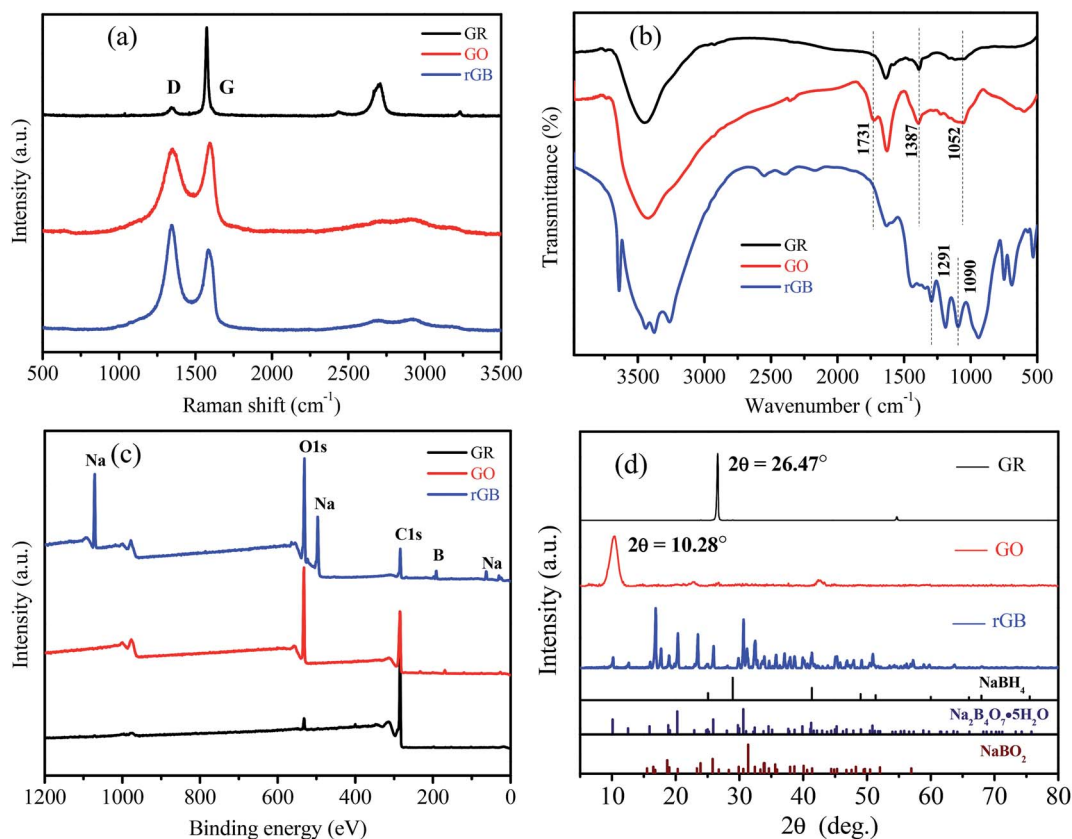 (a)
GR
GO
rGB
D
G
Intensity (a.u.)
500 1000 1500 2000 2500 3000 3500
Raman shift (cm-1)
(b)
1731
1387
1052
GR
GO
rGB
1291
1090
Transmittance (%)
3500 3000 2500 2000 1500 1000 500
Wavenumber ( cm-1)
(c)
GR
GO
rGB
Na
O1s
Na
C1s
B
Na
Intensity (a.u.)
1200 1000 800 600 400 200 0
Binding energy (eV)
(d)
2θ = 26.47°
GR
2θ = 10.28°
GO
rGB
NaBH4
Na2B4O7•5H2O
NaBO2
Intensity (a.u.)
10 20 30 40 50 60 70 80
2θ (deg.)